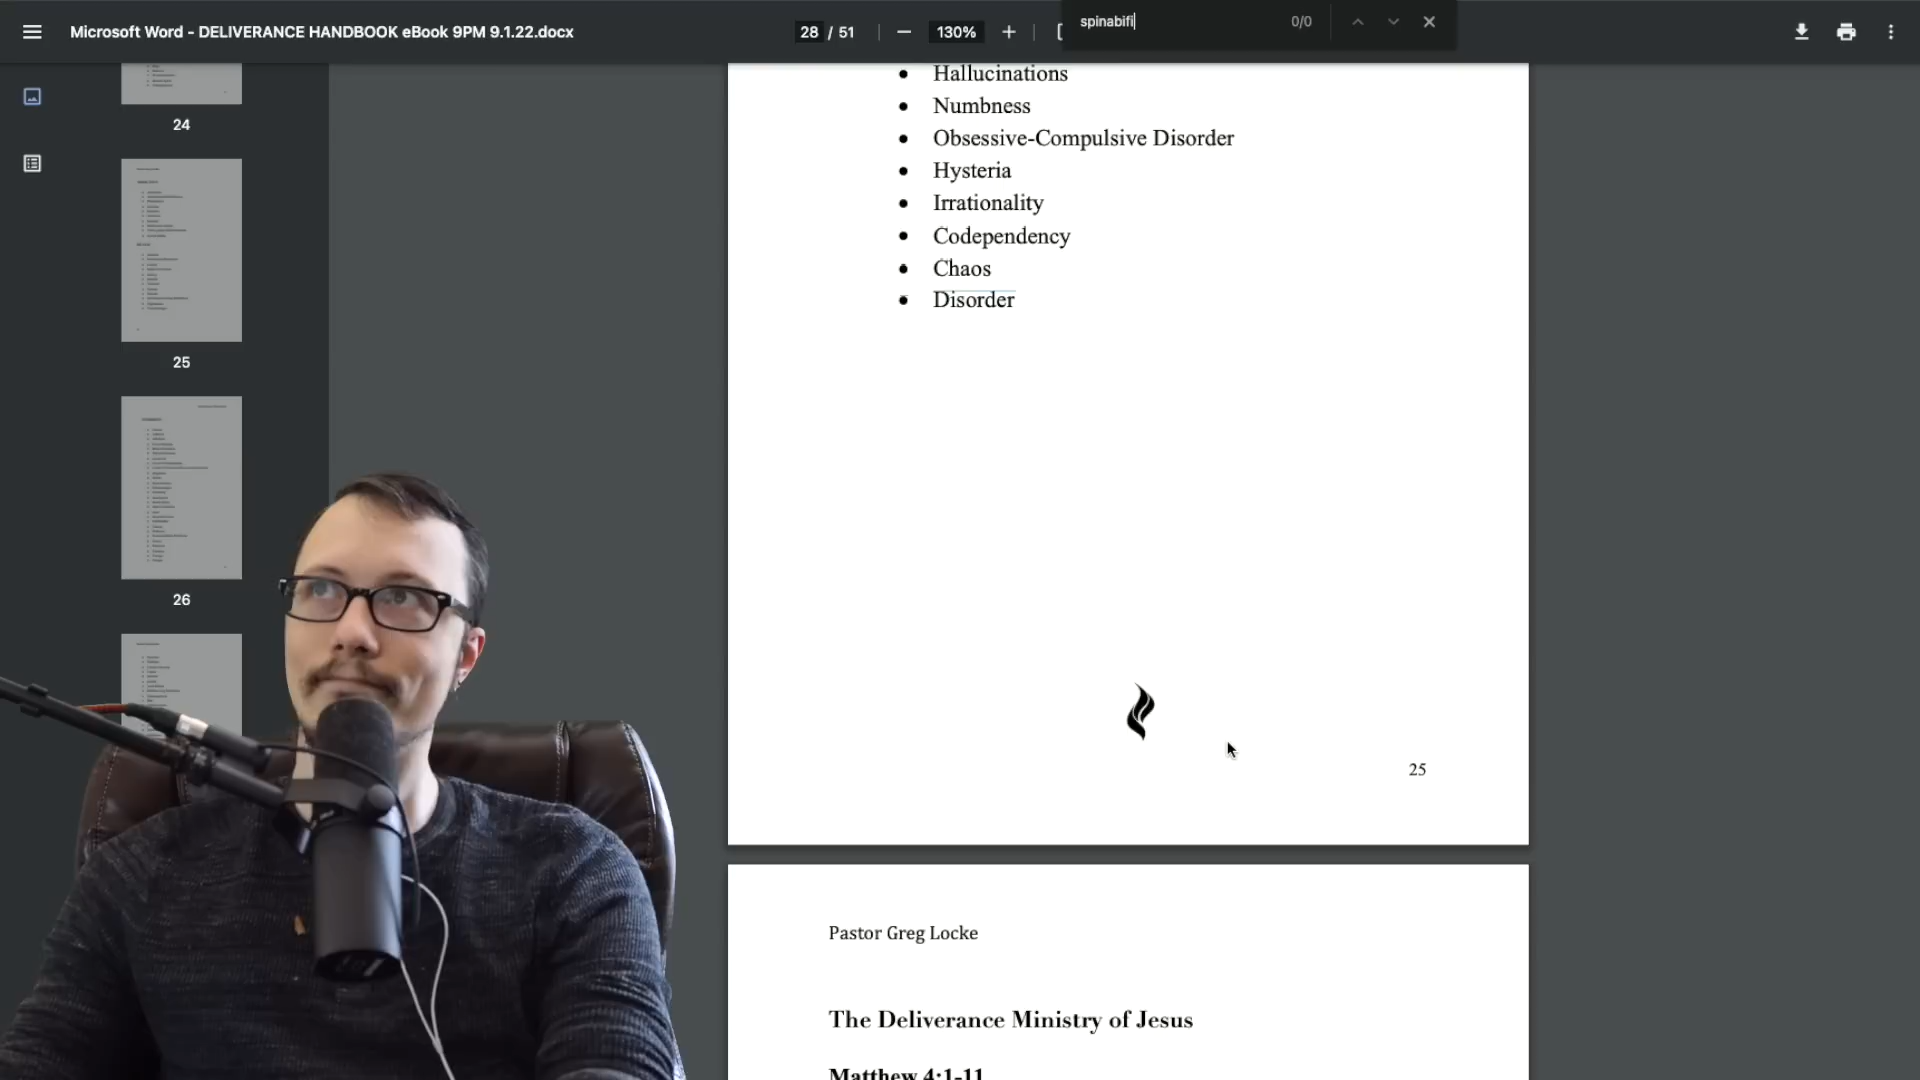 Microsoft Word - DELIVERANCE HANDBOOK eBook 9PM 9.1.22.docx
28 / 51
130%
spinabifi
0/0
24
25
26
Hallucinations
Numbness
Obsessive-Compulsive Disorder
Hysteria
Irrationality
Codependency
Chaos
Disorder
25
Pastor Greg Locke
The Deliverance Ministry of Jesus
Matthew 4:1-11